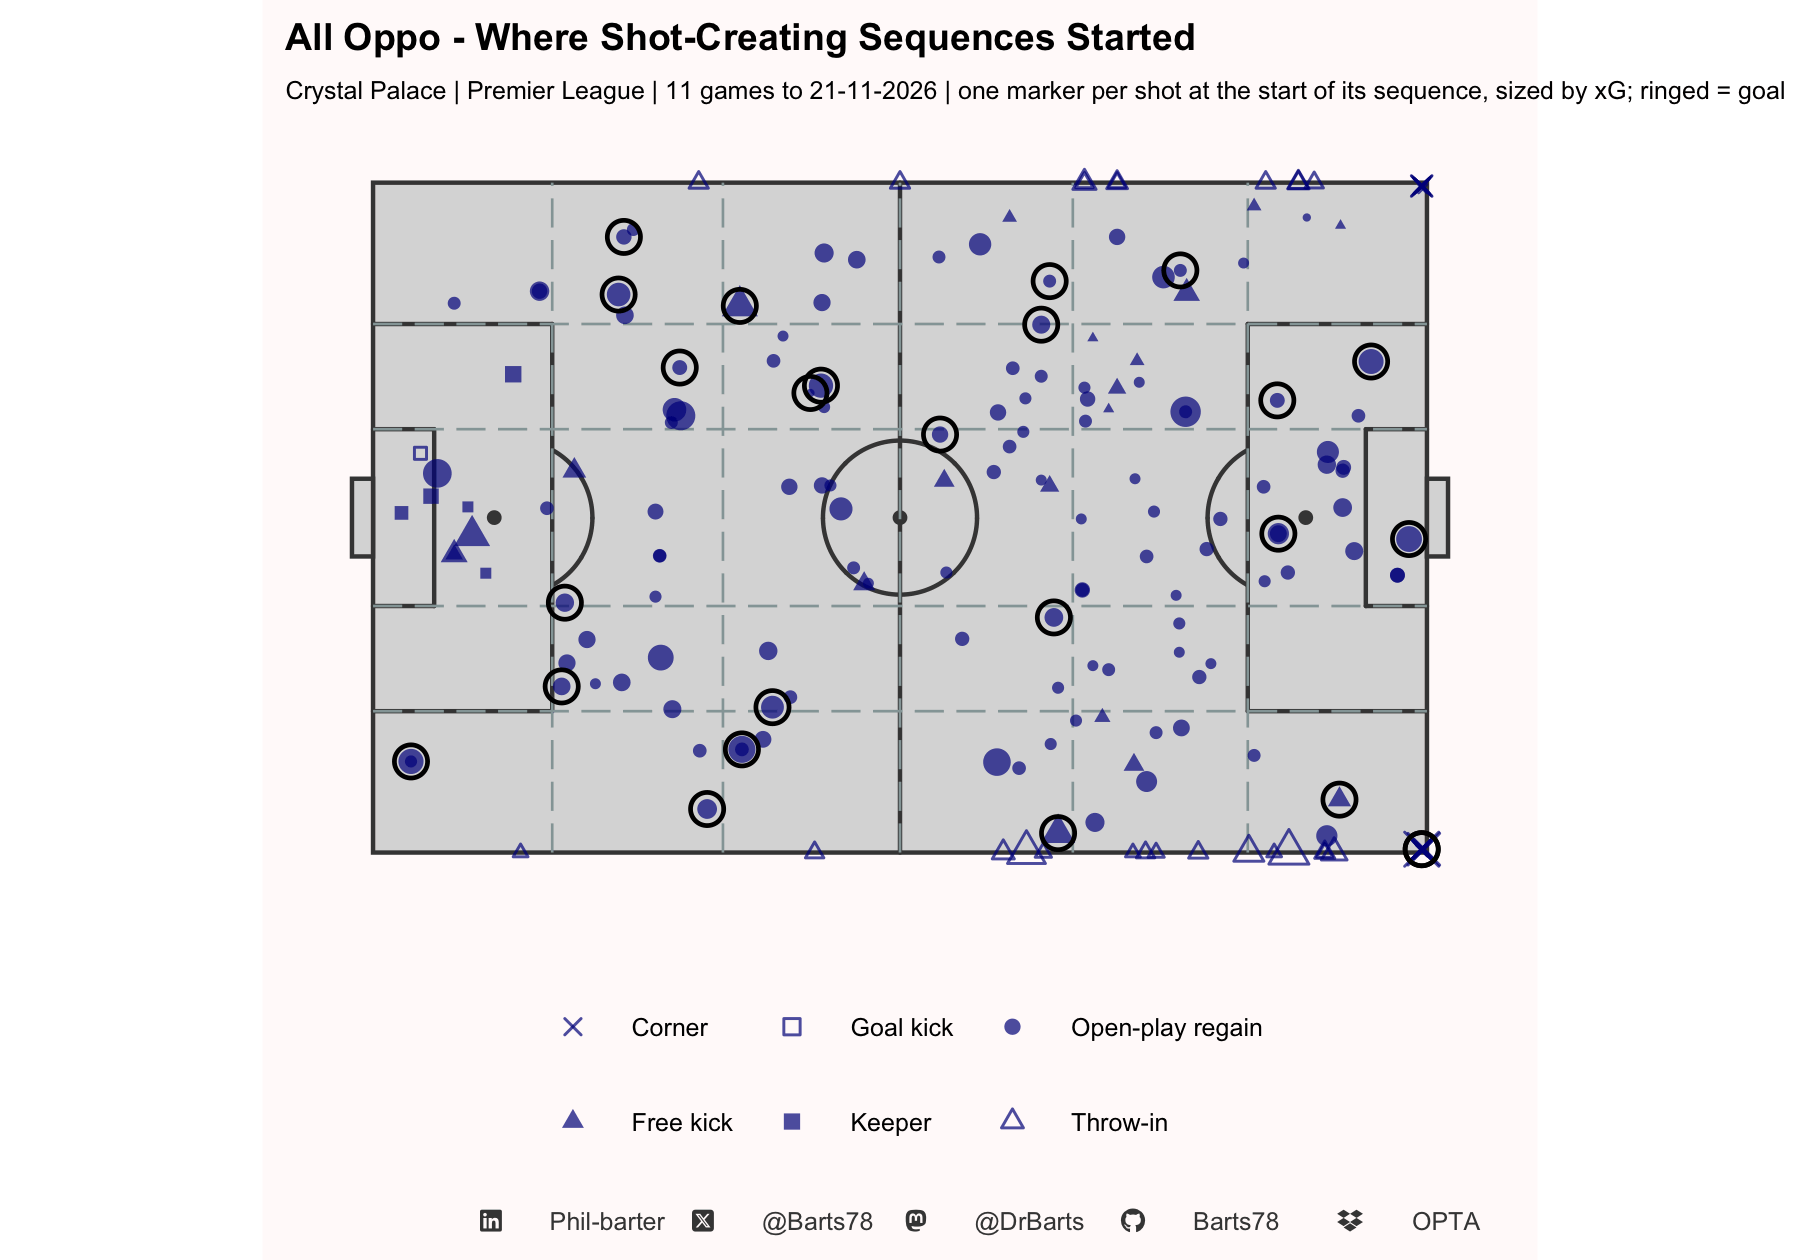 All Oppo - Where Shot-Creating Sequences Started
Crystal Palace | Premier League | 11 games to 21-11-2026 | one marker per shot at the start of its sequence, sized by xG; ringed = goal
Corner Goal kick Open-play regain
Free kick Keeper Throw-in
Phil-barter @Barts78 @DrBarts Barts78 OPTA